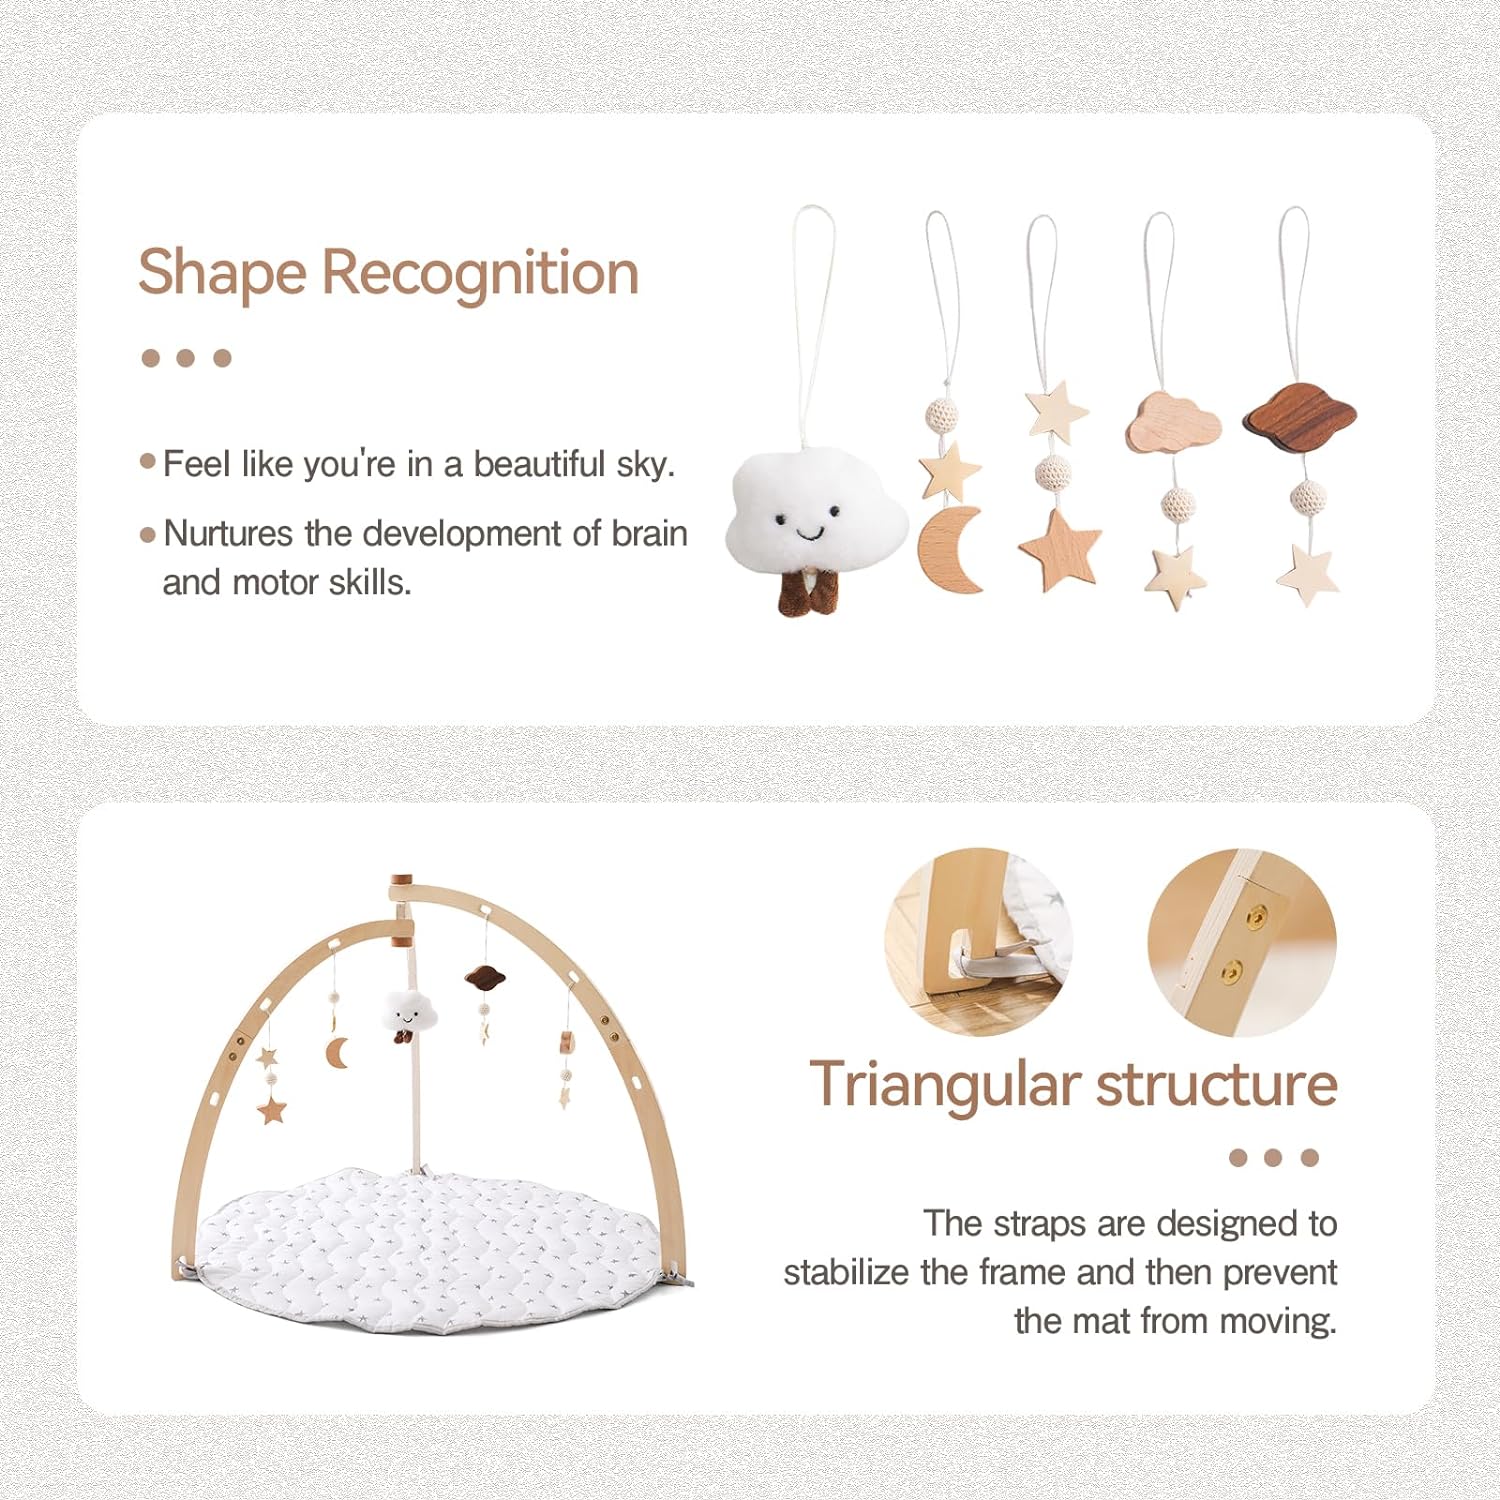 Shape Recognition
Feel like you're in a beautiful sky.
Nurtures the development of brain
and motor skills.
Triangular structure
The straps are designed to
stabilize the frame and then prevent
the mat from moving.